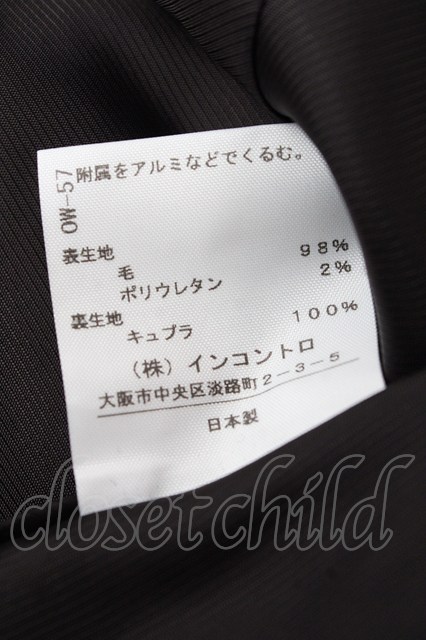 OW-57
附属をアルミなどでくるむ。
表生地
毛 98%
ポリウレタン 2%
裏生地
キュプラ 100%
(株)インコントロ
大阪市中央区淡路町2-3-5
日本製
closetchild